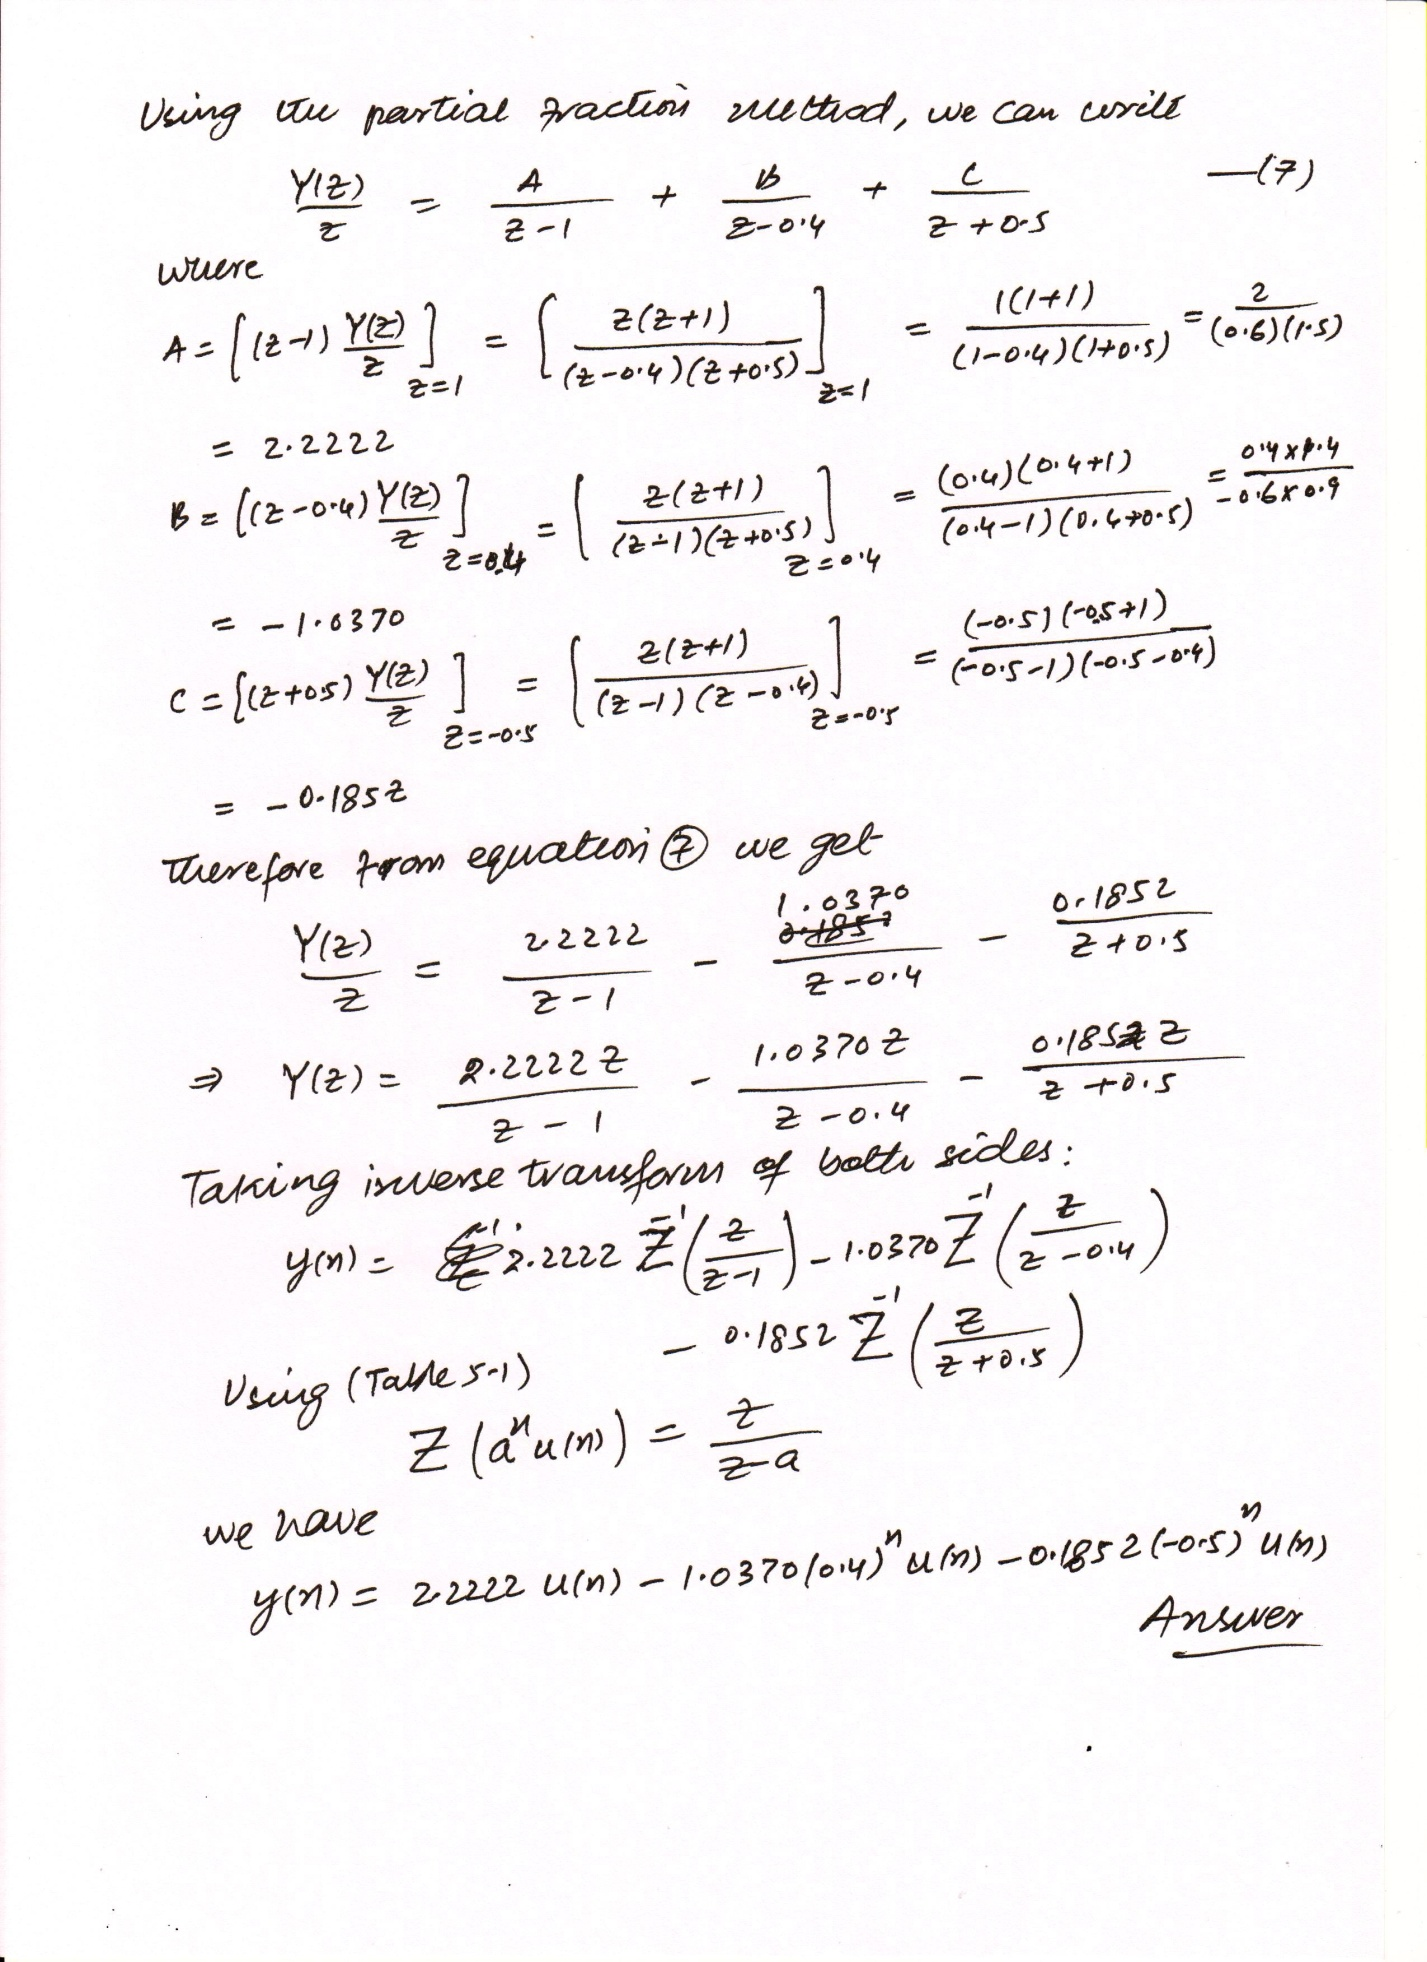 Using the partial fraction method, we can write
Y(z)/z = A/(z-1) + B/(z-0.4) + C/(z+0.5) —(7)
where
A = [(z-1) Y(z)/z]z=1 = [z(z+1)/((z-0.4)(z+0.5))]z=1 = 1(1+1)/((1-0.4)(1+0.5)) = 2/((0.6)(1.5))
= 2.2222
B = [(z-0.4) Y(z)/z]z=0.4 = [z(z+1)/((z-1)(z+0.5))]z=0.4 = (0.4)(0.4+1)/((0.4-1)(0.4+0.5)) = 0.4×1.4/(-0.6×0.9)
= -1.0370
C = [(z+0.5) Y(z)/z]z=-0.5 = [z(z+1)/((z-1)(z-0.4))]z=-0.5 = (-0.5)(-0.5+1)/((-0.5-1)(-0.5-0.4))
= -0.1852
Therefore from equation ⑦ we get
Y(z)/z = 2.2222/(z-1) - 1.0370/(z-0.4) - 0.1852/(z+0.5)
⇒ Y(z) = 2.2222 z/(z-1) - 1.0370 z/(z-0.4) - 0.1852 z/(z+0.5)
Taking inverse transform of both sides:
y(n) = 2.2222 Z⁻¹(z/(z-1)) - 1.0370 Z⁻¹(z/(z-0.4))
- 0.1852 Z⁻¹(z/(z+0.5))
Using (Table 5-1)
Z(aⁿu(n)) = z/(z-a)
we have
y(n) = 2.2222 u(n) - 1.0370(0.4)ⁿ u(n) - 0.1852(-0.5)ⁿ u(n)
Answer